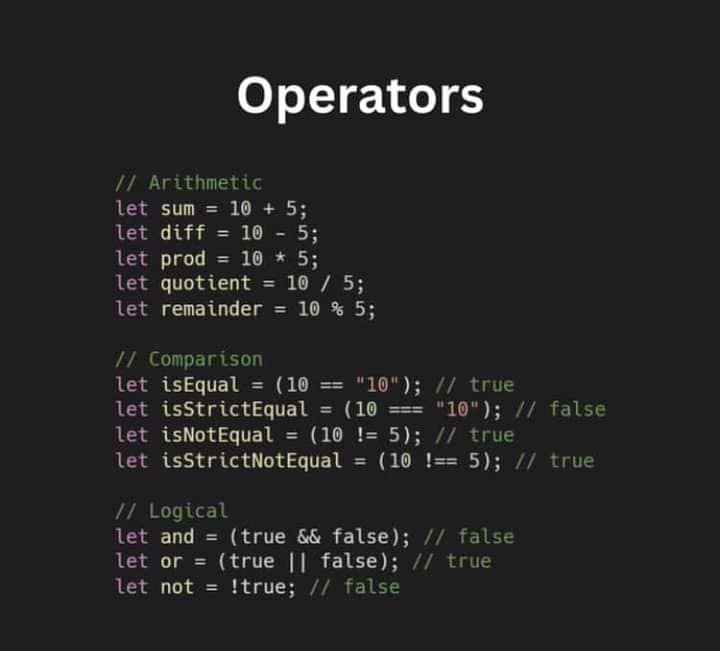 Operators
// Arithmetic
let sum = 10 + 5;
let diff = 10 - 5;
let prod = 10 * 5;
let quotient = 10 / 5;
let remainder = 10 % 5;
// Comparison
let isEqual = (10 == "10"); // true
let isStrictEqual = (10 === "10"); // false
let isNotEqual = (10 != 5); // true
let isStrictNotEqual = (10 !== 5); // true
// Logical
let and = (true && false); // false
let or = (true || false); // true
let not = !true; // false